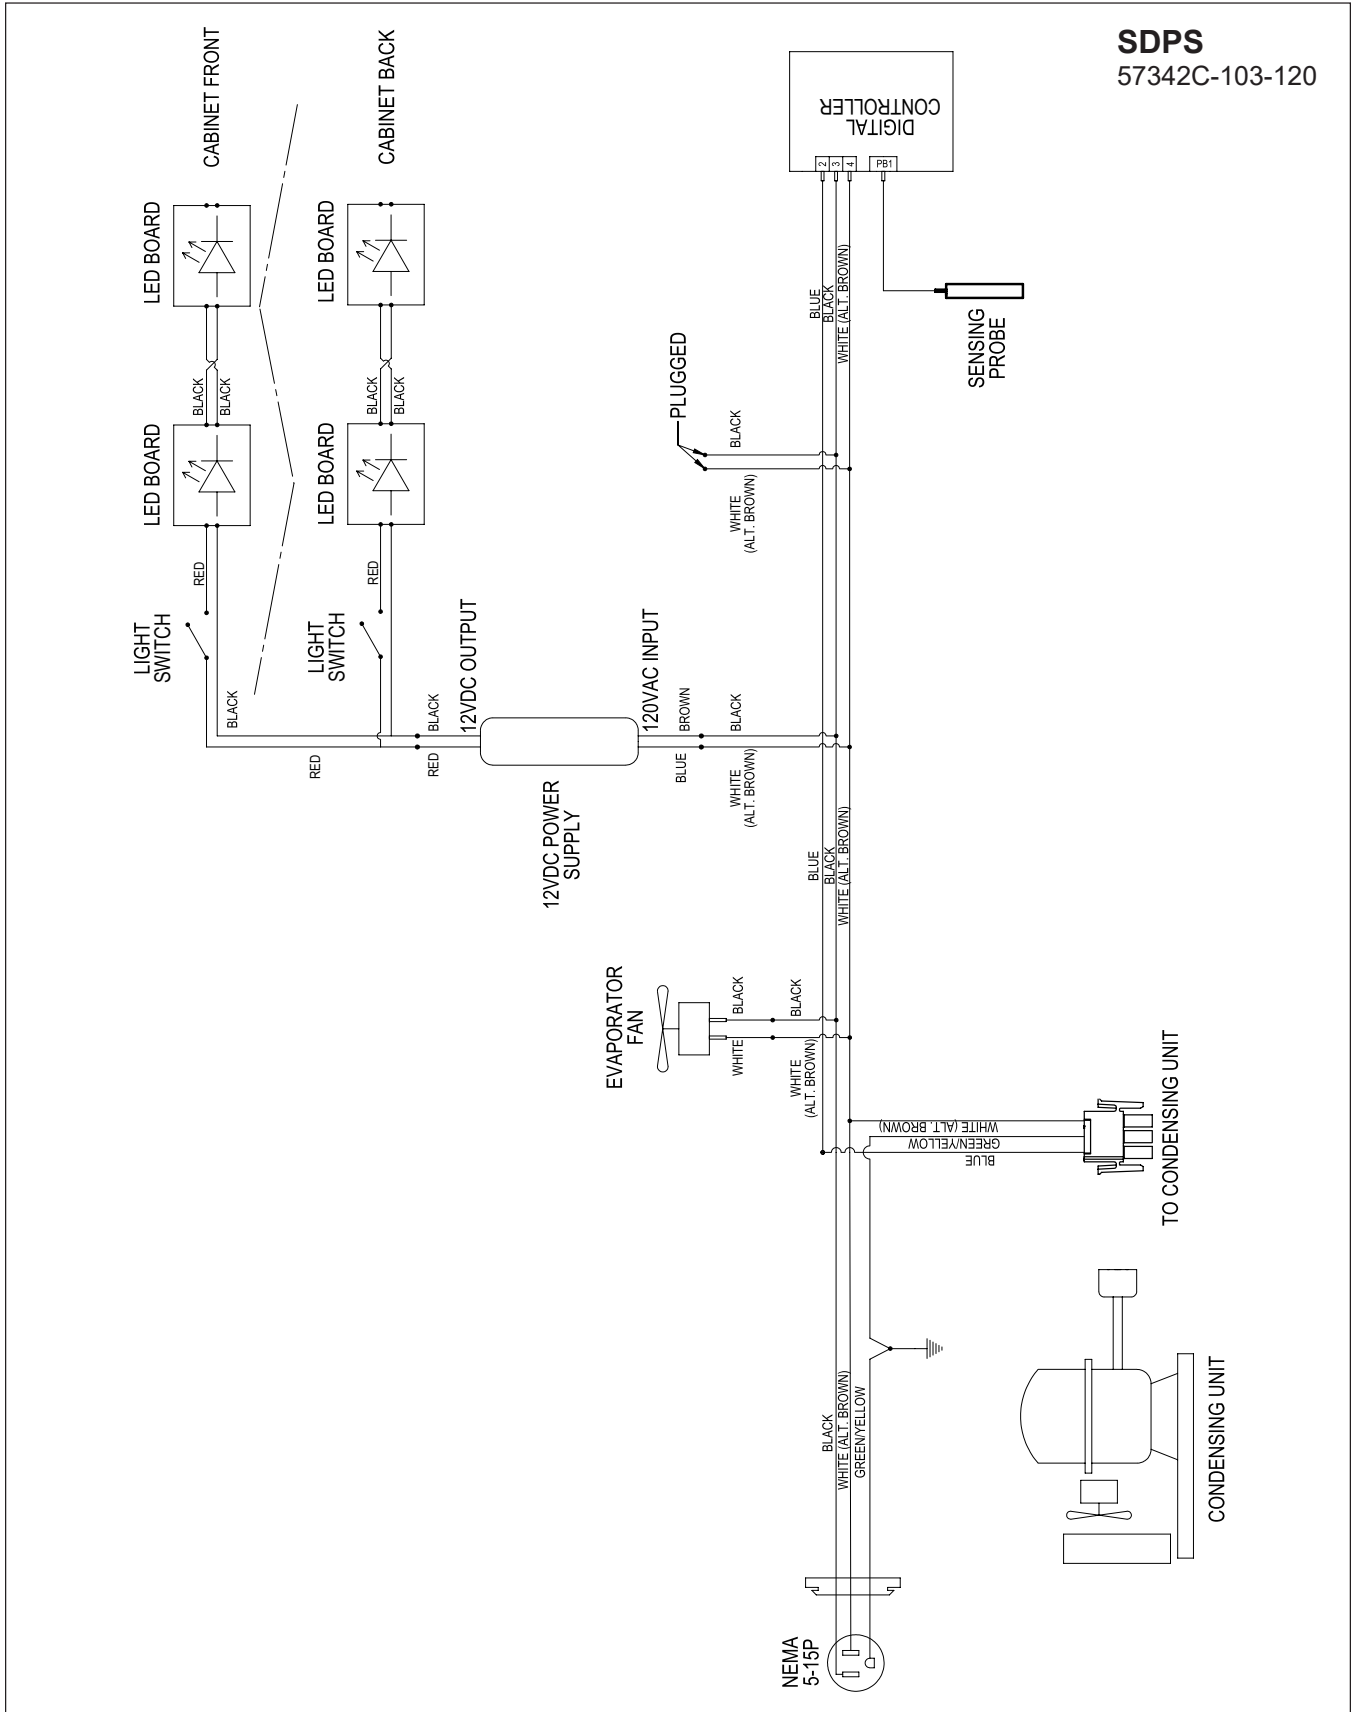 SDPS
57342C-103-120
CABINET FRONT
CABINET BACK
LED BOARD
LED BOARD
BLACK
BLACK
BLACK
BLACK
LED BOARD
LED BOARD
RED
RED
LIGHT
SWITCH
LIGHT
SWITCH
BLACK
RED
BLACK
RED
12VDC OUTPUT
12VDC POWER
SUPPLY
120VAC INPUT
BROWN
BLUE
BLACK
WHITE
(ALT. BROWN)
DIGITAL
CONTROLLER
2
3
4
PB1
BLUE
BLACK
WHITE (ALT. BROWN)
SENSING
PROBE
PLUGGED
BLACK
WHITE
(ALT. BROWN)
BLUE
BLACK
WHITE (ALT. BROWN)
EVAPORATOR
FAN
BLACK
WHITE
BLACK
WHITE
(ALT. BROWN)
WHITE (ALT. BROWN)
GREEN/YELLOW
BLUE
TO CONDENSING UNIT
BLACK
WHITE (ALT. BROWN)
GREEN/YELLOW
CONDENSING UNIT
NEMA
5-15P